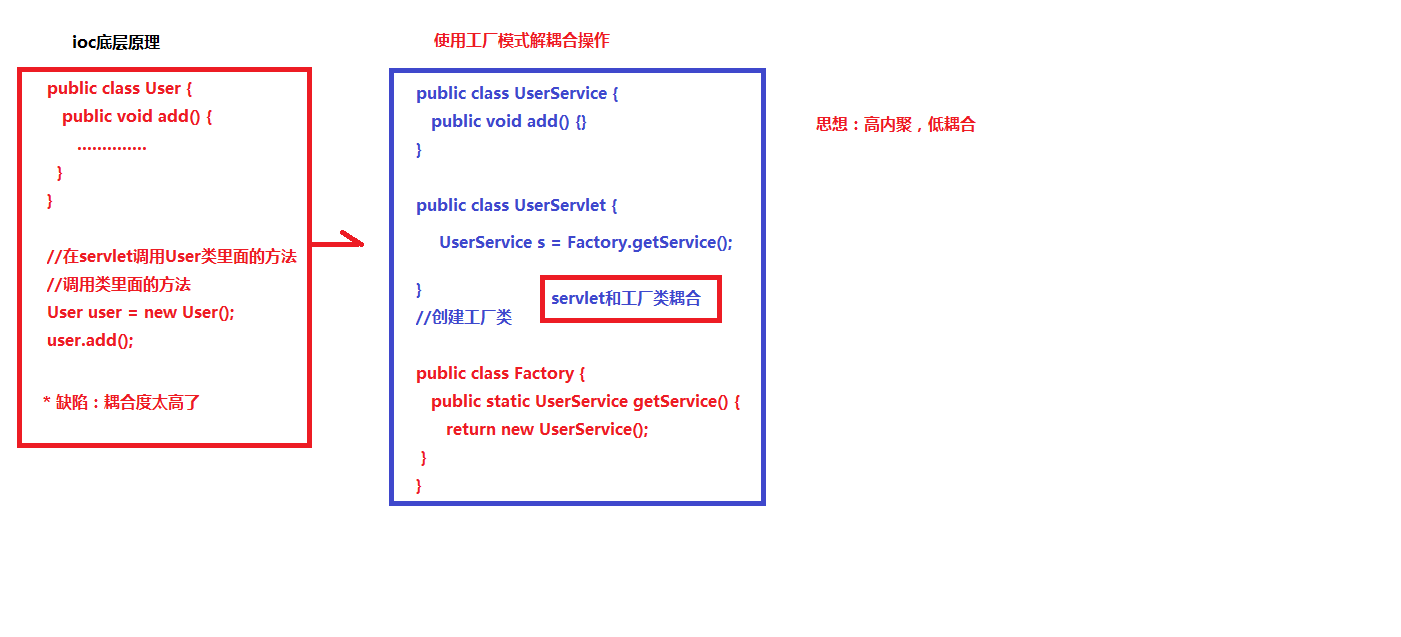 ioc底层原理
public class User {
public void add() {
..............
}
}
//在servlet调用User类里面的方法
//调用类里面的方法
User user = new User();
user.add();
* 缺陷：耦合度太高了
使用工厂模式解耦合操作
public class UserService {
public void add() {}
}
public class UserServlet {
UserService s = Factory.getService();
}
servlet和工厂类耦合
//创建工厂类
public class Factory {
public static UserService getService() {
return new UserService();
}
}
思想：高内聚，低耦合